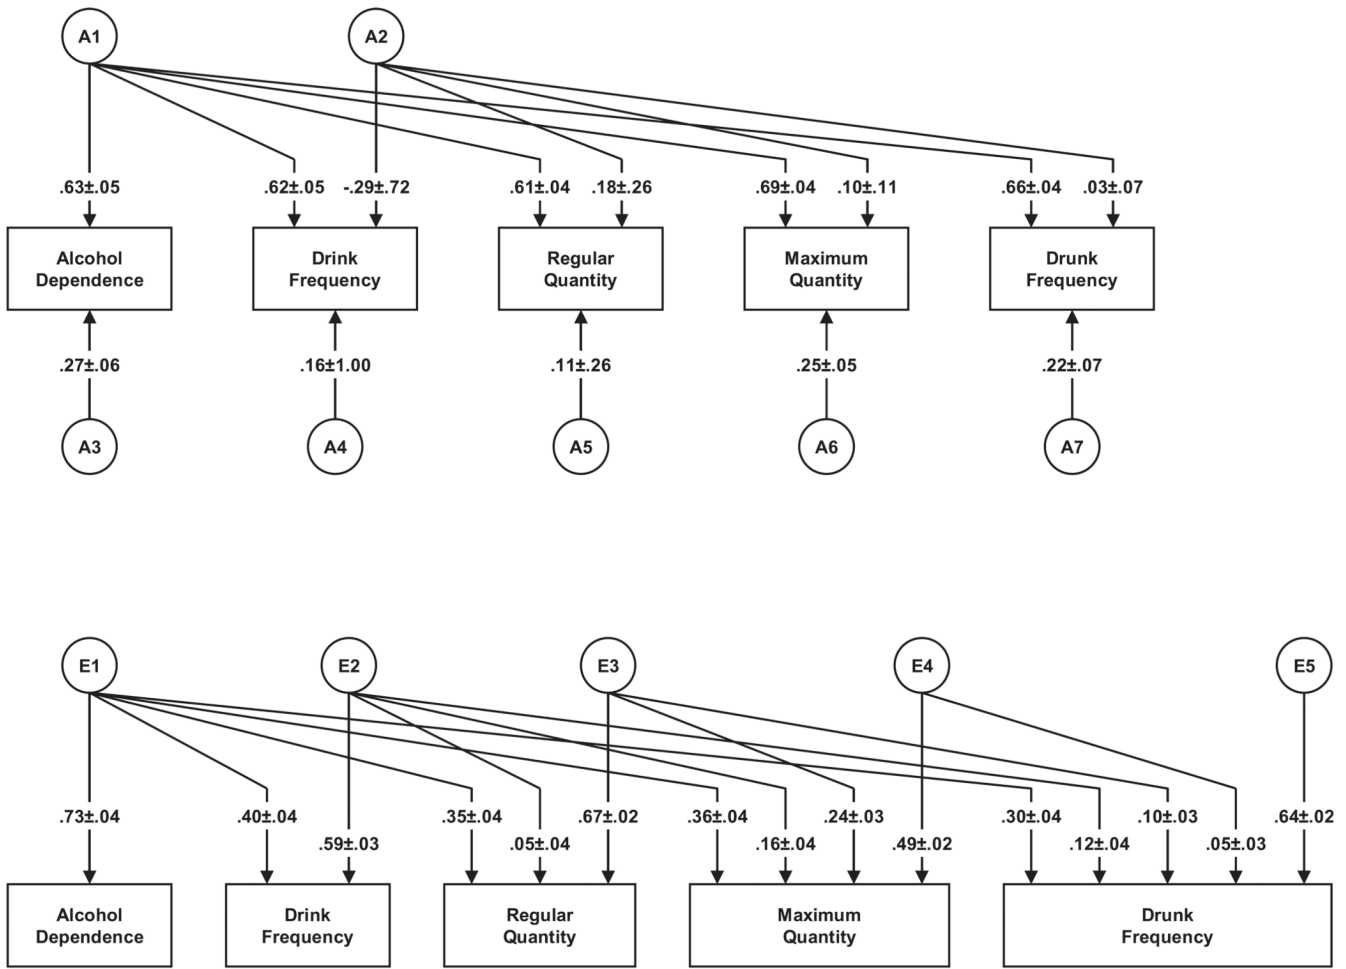 A1 A2
.63±.05 .62±.05 -.29±.72 .61±.04 .18±.26 .69±.04 .10±.11 .66±.04 .03±.07
Alcohol Drink Regular Maximum Drunk
Dependence Frequency Quantity Quantity Frequency
.27±.06 .16±1.00 .11±.26 .25±.05 .22±.07
A3 A4 A5 A6 A7
E1 E2 E3 E4 E5
.73±.04 .40±.04 .35±.04 .67±.02 .36±.04 .24±.03 .30±.04 .10±.03 .64±.02
.59±.03 .05±.04 .16±.04 .49±.02 .12±.04 .05±.03
Alcohol Drink Regular Maximum Drunk
Dependence Frequency Quantity Quantity Frequency